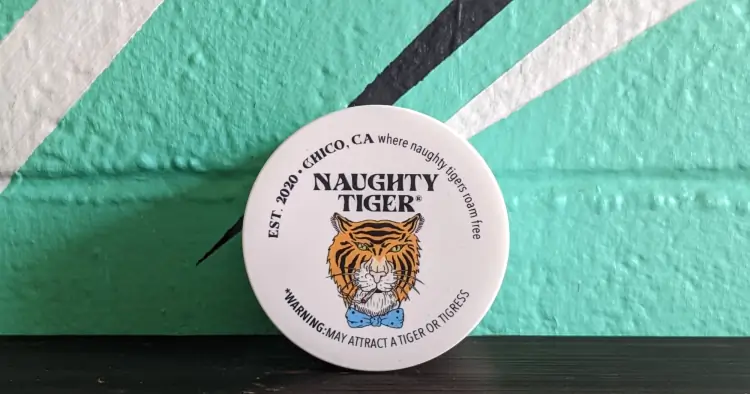 EST. 2020 • CHICO, CA where naughty tigers roam free
NAUGHTY
TIGER®
*WARNING: MAY ATTRACT A TIGER OR TIGRESS